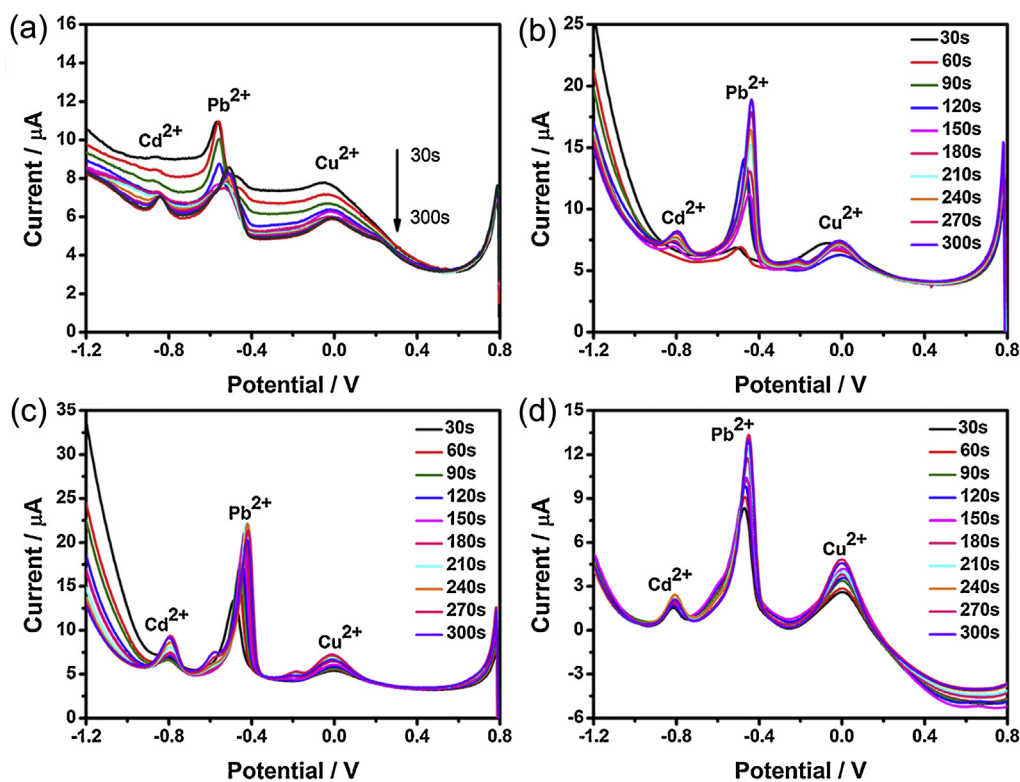 (a)
16
14
12
10
8
6
4
2
0
Current / μA
Cd2+
Pb2+
Cu2+
30s
300s
-1.2
-0.8
-0.4
0.0
0.4
0.8
Potential / V
(b)
25
20
15
10
5
0
Current / μA
Cd2+
Pb2+
Cu2+
30s
60s
90s
120s
150s
180s
210s
240s
270s
300s
-1.2
-0.8
-0.4
0.0
0.4
0.8
Potential / V
(c)
35
30
25
20
15
10
5
0
Current / μA
Cd2+
Pb2+
Cu2+
30s
60s
90s
120s
150s
180s
210s
240s
270s
300s
-1.2
-0.8
-0.4
0.0
0.4
0.8
Potential / V
(d)
15
12
9
6
3
0
-3
-6
Current / μA
Cd2+
Pb2+
Cu2+
30s
60s
90s
120s
150s
180s
210s
240s
270s
300s
-1.2
-0.8
-0.4
0.0
0.4
0.8
Potential / V